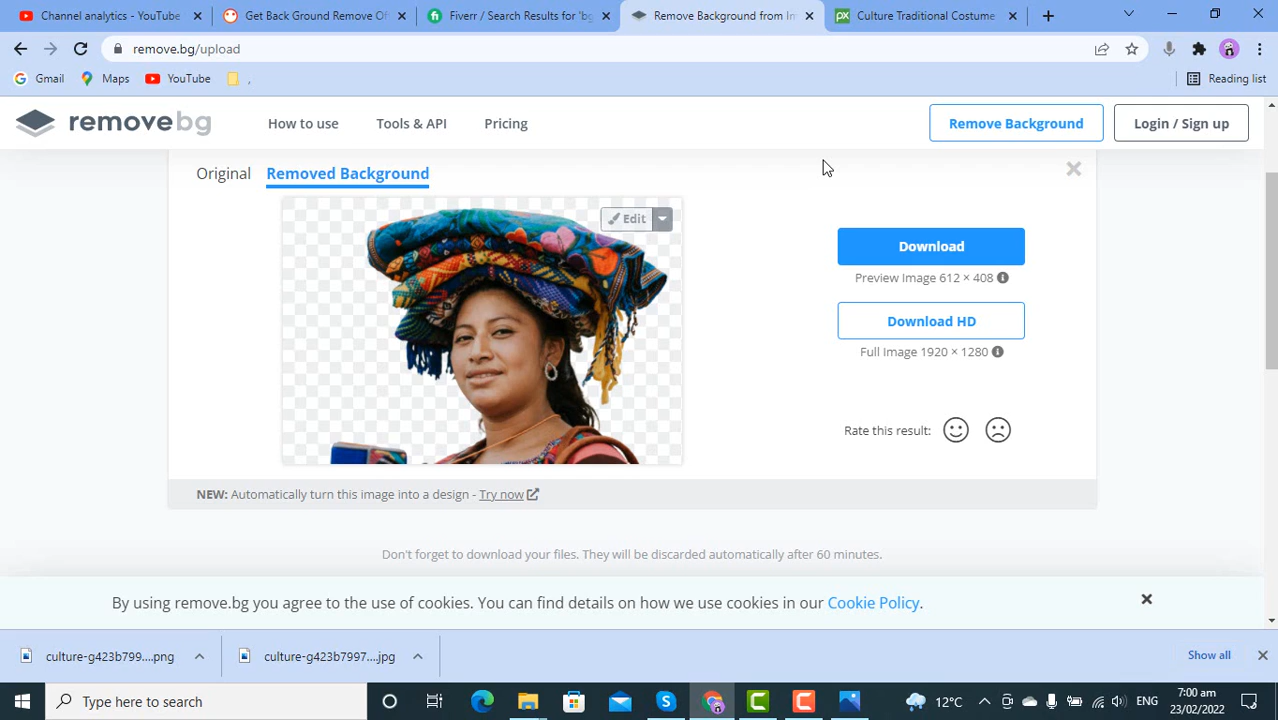 Channel analytics - YouTube
Get Back Ground Remove Of
Fiverr / Search Results for 'bg
Remove Background from Im
Culture Traditional Costume
remove.bg/upload
Gmail
Maps
YouTube
,
Reading list
removebg
How to use
Tools & API
Pricing
Remove Background
Login / Sign up
Original
Removed Background
Edit
Download
Preview Image 612 × 408
Download HD
Full Image 1920 × 1280
Rate this result:
NEW: Automatically turn this image into a design - Try now
Don't forget to download your files. They will be discarded automatically after 60 minutes.
By using remove.bg you agree to the use of cookies. You can find details on how we use cookies in our Cookie Policy.
culture-g423b799....png
culture-g423b7997...jpg
Show all
Type here to search
12°C
ENG
7:00 am
23/02/2022